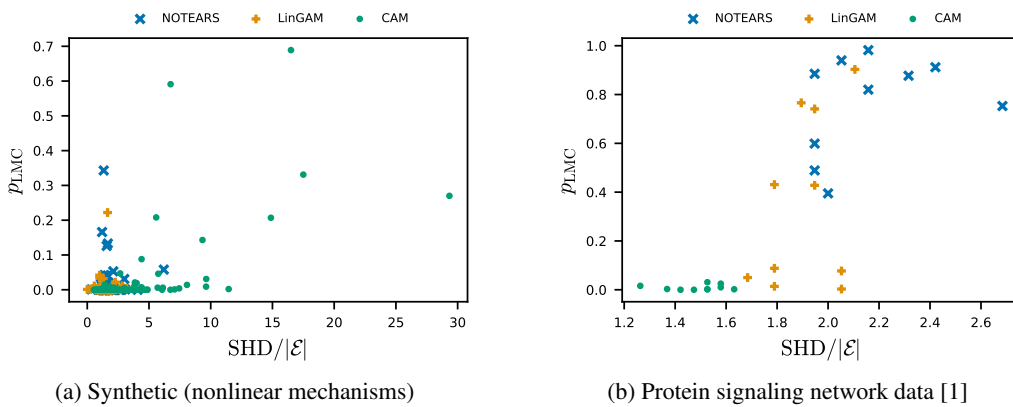 NOTEARS LinGAM CAM
0.7
0.6
0.5
0.4
0.3
0.2
0.1
0.0
p_LMC
0 5 10 15 20 25 30
SHD/|ℰ|
(a) Synthetic (nonlinear mechanisms)
NOTEARS LinGAM CAM
1.0
0.8
0.6
0.4
0.2
0.0
p_LMC
1.2 1.4 1.6 1.8 2.0 2.2 2.4 2.6
SHD/|ℰ|
(b) Protein signaling network data [1]